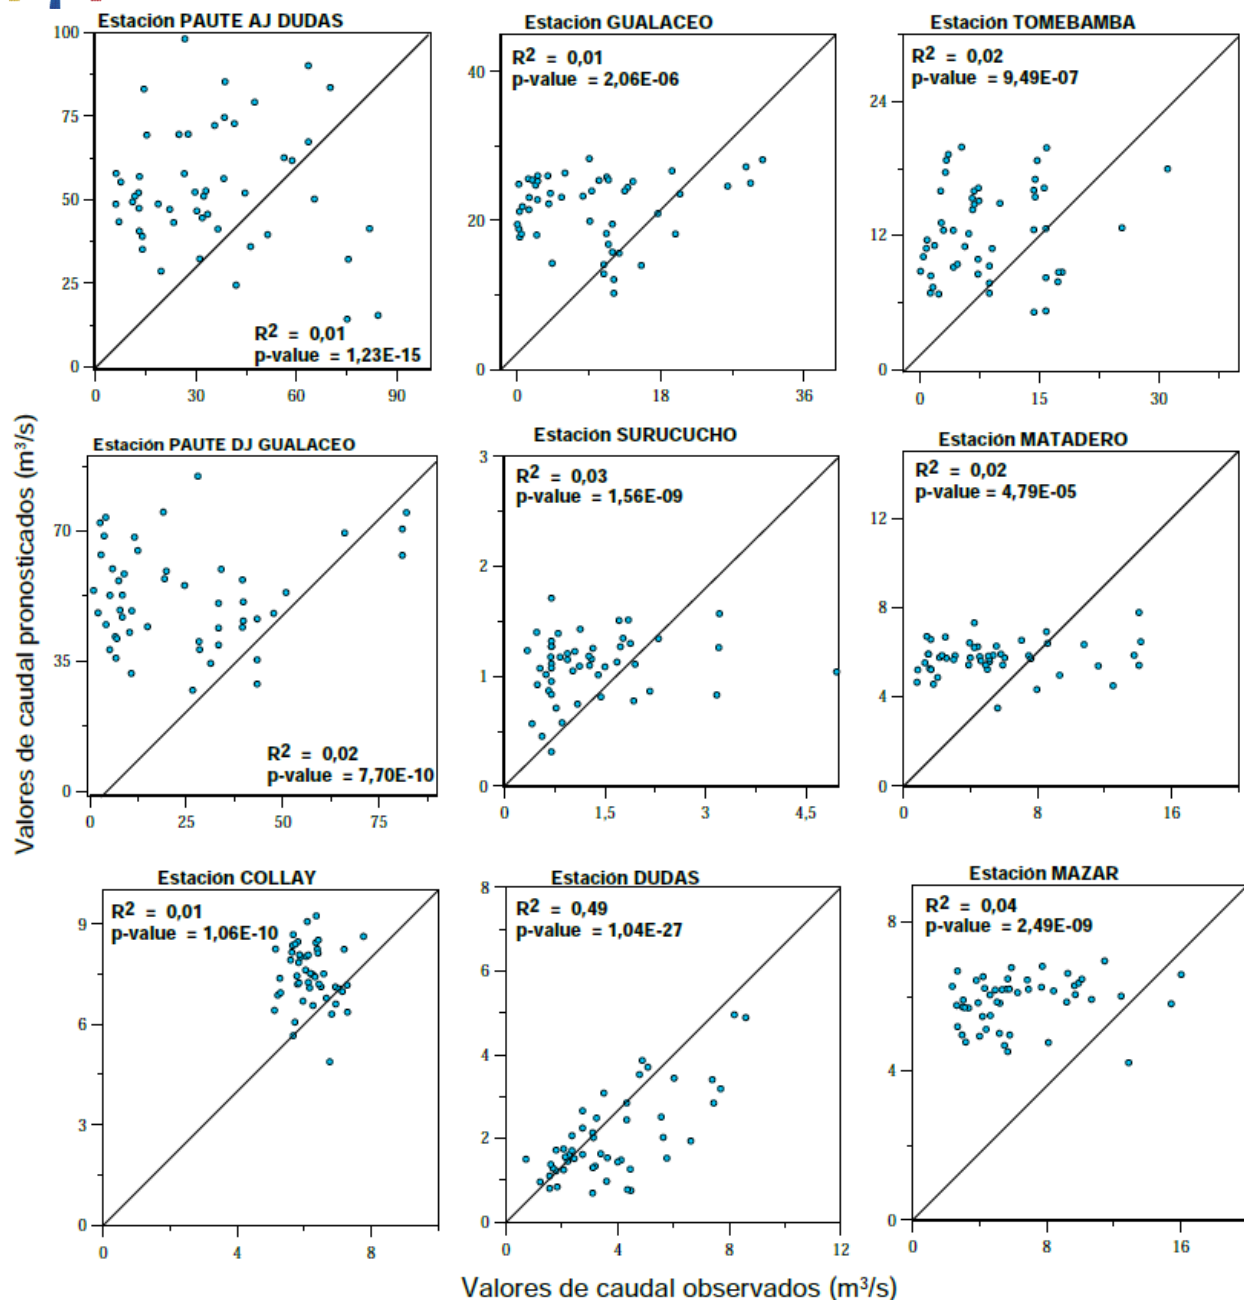 Estación PAUTE AJ DUDAS
100
75
50
25
0
0 30 60 90
R2 = 0,01
p-value = 1,23E-15
Estación GUALACEO
R2 = 0,01
p-value = 2,06E-06
40
20
0
0 18 36
Estación TOMEBAMBA
R2 = 0,02
p-value = 9,49E-07
24
12
0
0 15 30
Valores de caudal pronosticados (m³/s)
Estación PAUTE DJ GUALACEO
70
35
0
R2 = 0,02
p-value = 7,70E-10
0 25 50 75
Estación SURUCUCHO
R2 = 0,03
p-value = 1,56E-09
3
2
1
0
0 1,5 3 4,5
Estación MATADERO
R2 = 0,02
p-value = 4,79E-05
12
8
4
0
0 8 16
Estación COLLAY
R2 = 0,01
p-value = 1,06E-10
9
6
3
0
0 4 8
Estación DUDAS
R2 = 0,49
p-value = 1,04E-27
8
6
4
2
0
0 4 8 12
Estación MAZAR
R2 = 0,04
p-value = 2,49E-09
8
4
0
0 8 16
Valores de caudal observados (m³/s)